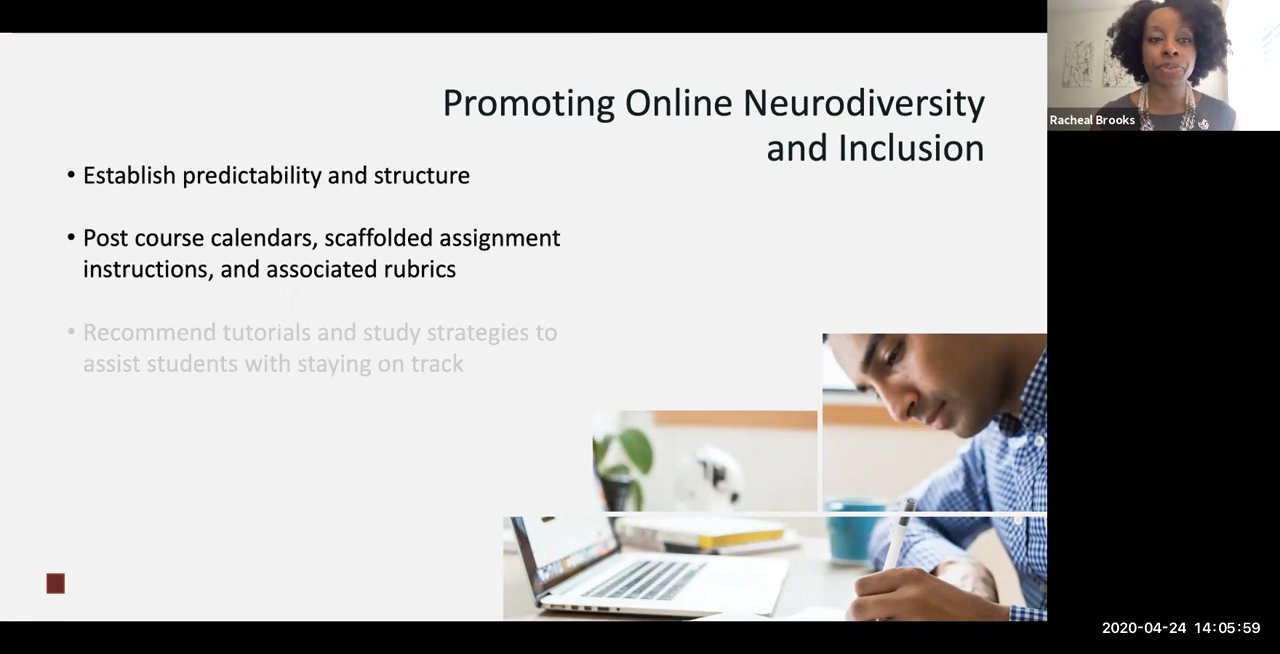 Promoting Online Neurodiversity
and Inclusion
• Establish predictability and structure
• Post course calendars, scaffolded assignment
instructions, and associated rubrics
• Recommend tutorials and study strategies to
assist students with staying on track
Racheal Brooks
2020-04-24 14:05:59